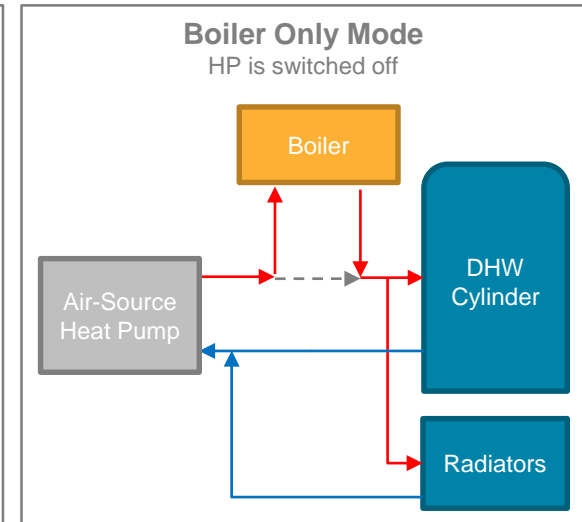 Boiler Only Mode
HP is switched off
Boiler
Air-Source
Heat Pump
DHW
Cylinder
Radiators